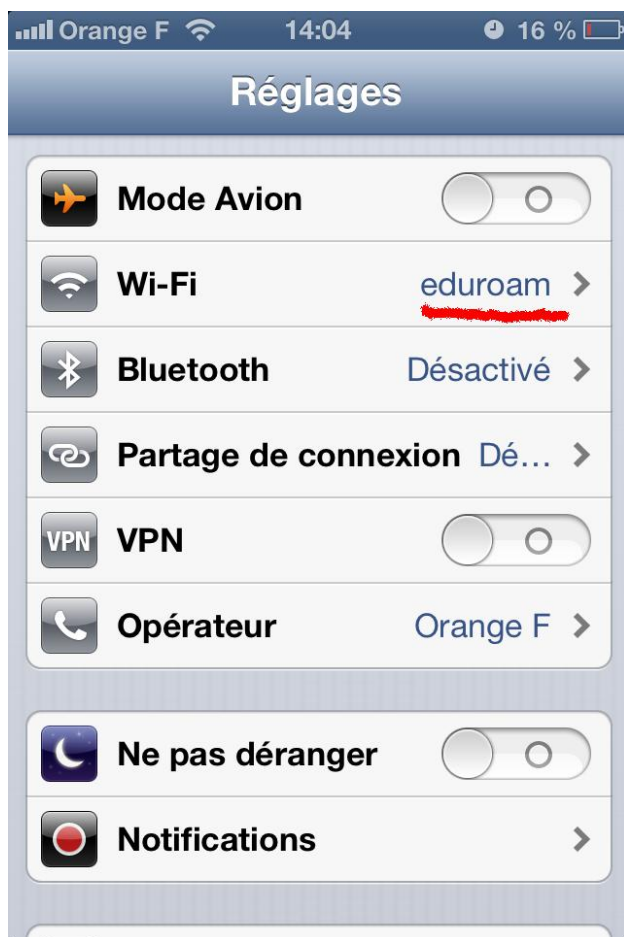 Orange F 14:04 16 %
Réglages
Mode Avion
Wi-Fi eduroam
Bluetooth Désactivé
Partage de connexion Dé...
VPN VPN
Opérateur Orange F
Ne pas déranger
Notifications